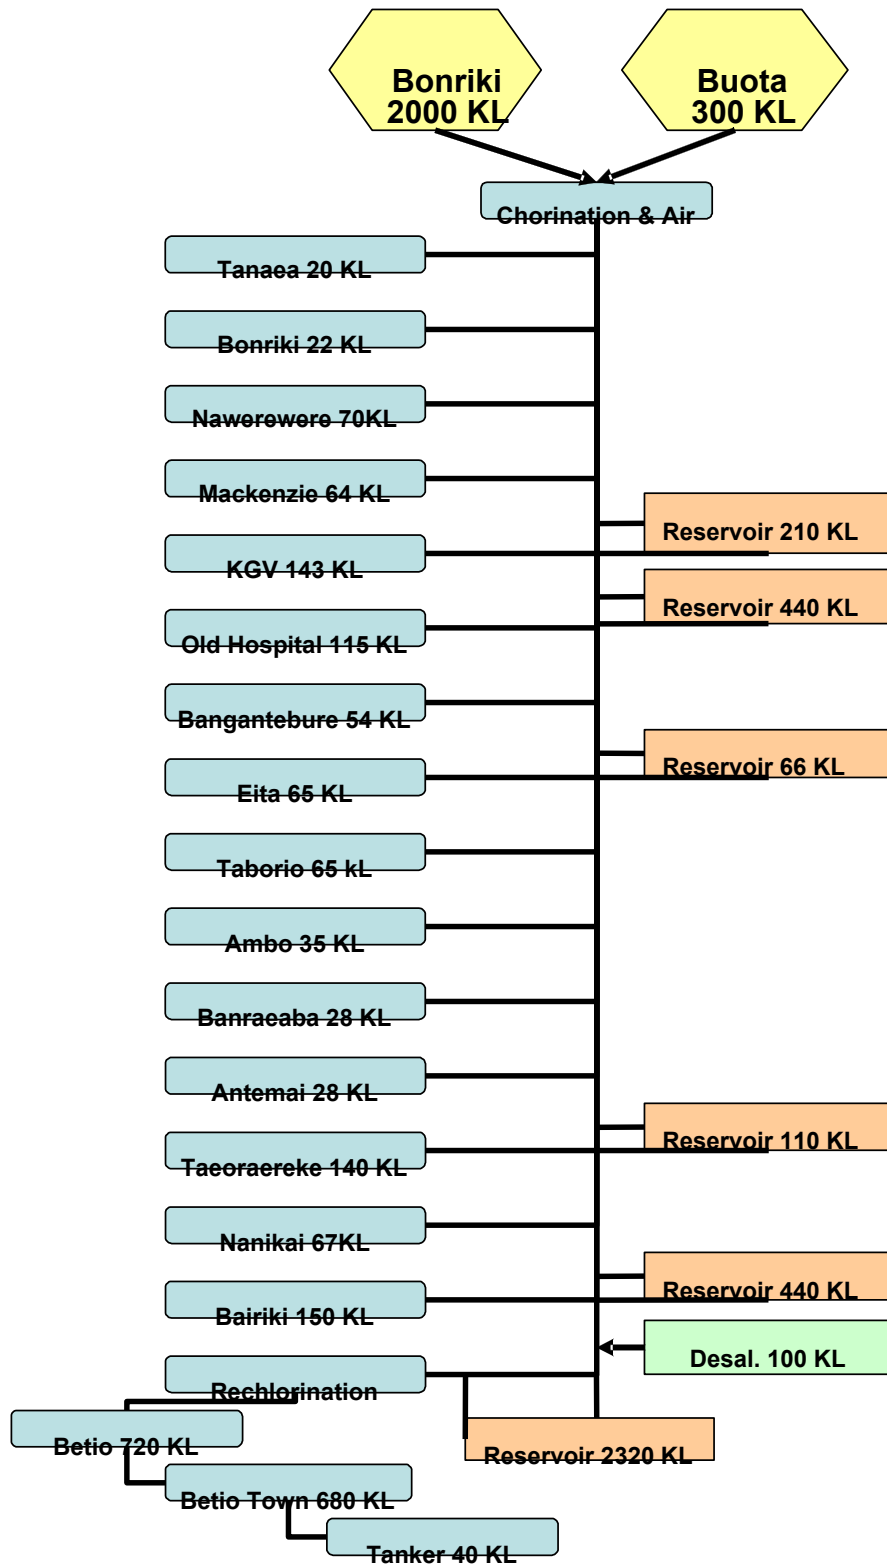 Bonriki
2000 KL
Buota
300 KL
Chorination & Air
Tanaea 20 KL
Bonriki 22 KL
Nawerewere 70KL
Mackenzie 64 KL
Reservoir 210 KL
KGV 143 KL
Reservoir 440 KL
Old Hospital 115 KL
Bangantebure 54 KL
Reservoir 66 KL
Eita 65 KL
Taborio 65 kL
Ambo 35 KL
Banraeaba 28 KL
Antemai 28 KL
Reservoir 110 KL
Taeoraereke 140 KL
Nanikai 67KL
Reservoir 440 KL
Bairiki 150 KL
Desal. 100 KL
Rechlorination
Betio 720 KL
Reservoir 2320 KL
Betio Town 680 KL
Tanker 40 KL